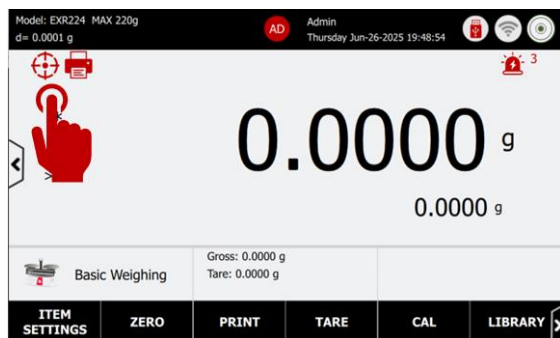 Model: EXR224 MAX 220g
d= 0.0001 g
AD
Admin
Thursday Jun-26-2025 19:48:54
3
0.0000 g
0.0000 g
Basic Weighing
Gross: 0.0000 g
Tare: 0.0000 g
ITEM
SETTINGS
ZERO
PRINT
TARE
CAL
LIBRARY